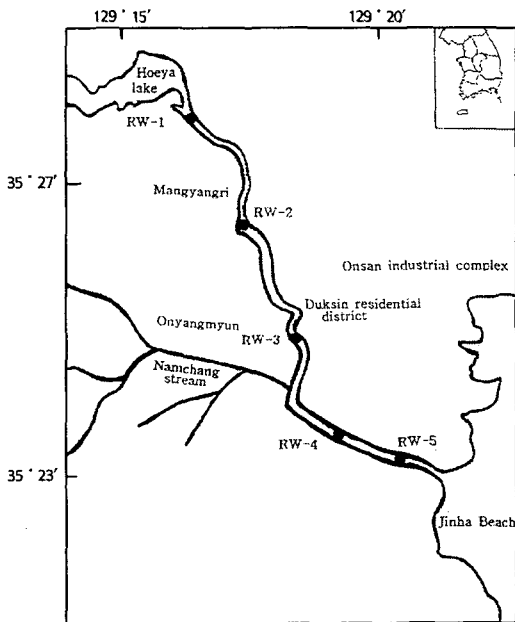 129° 15′
129° 20′
Hoeya
lake
RW-1
35° 27′
Mangyangri
RW-2
Onsan industrial complex
Duksin residential
district
Onyangmyun
RW-3
Namchang
stream
RW-4
RW-5
35° 23′
Jinha Beach